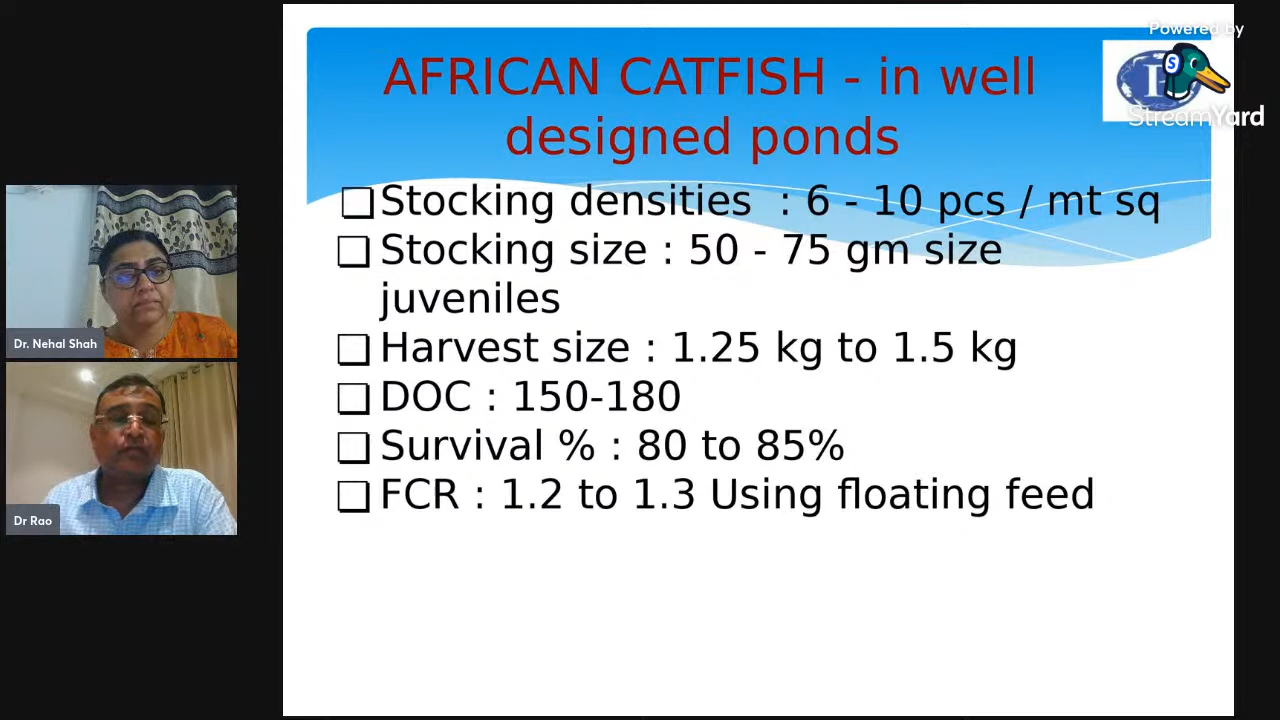 Powered by
StreamYard
AFRICAN CATFISH - in well
designed ponds
❑Stocking densities : 6 - 10 pcs / mt sq
❑Stocking size : 50 - 75 gm size
juveniles
❑Harvest size : 1.25 kg to 1.5 kg
❑DOC : 150-180
❑Survival % : 80 to 85%
❑FCR : 1.2 to 1.3 Using floating feed
Dr. Nehal Shah
Dr Rao